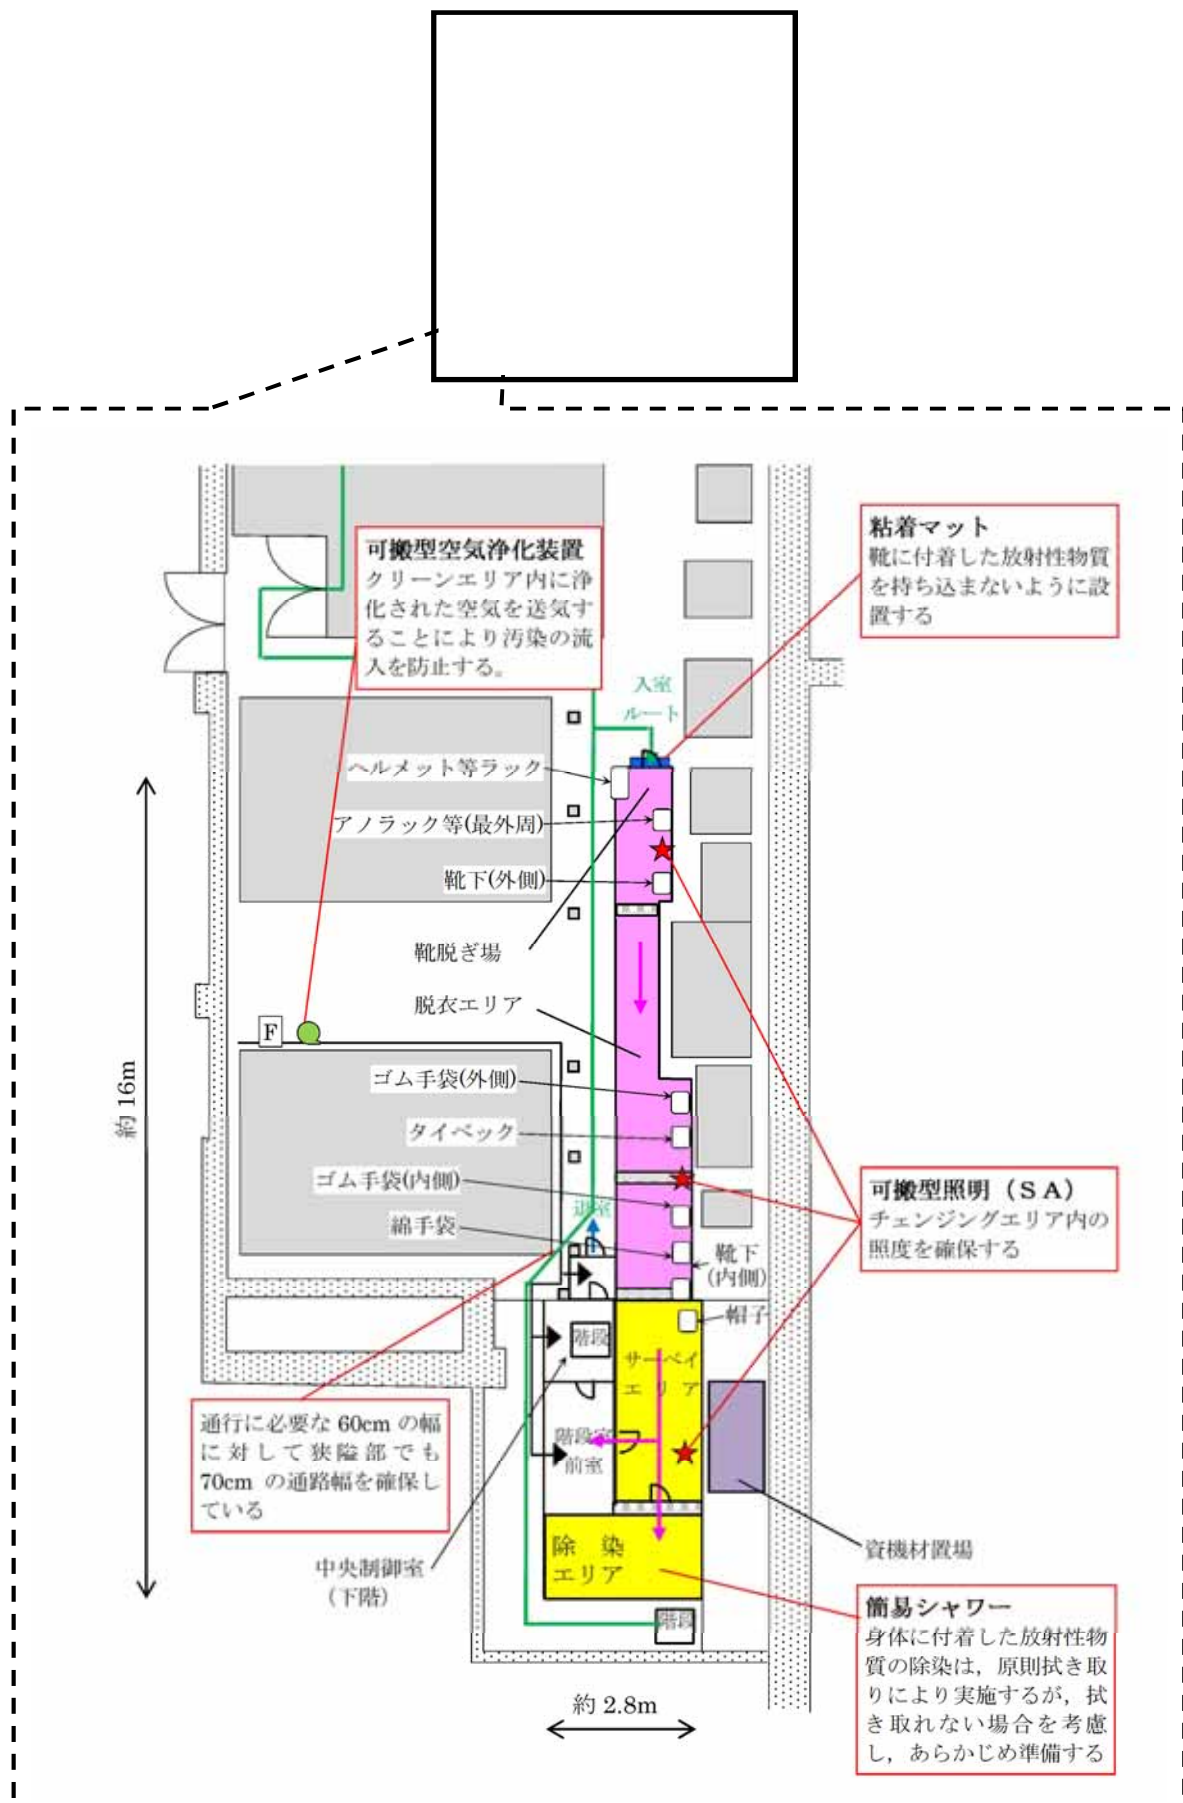 可搬型空気浄化装置
クリーンエリア内に浄
化された空気を送気す
ることにより汚染の流
入を防止する。
粘着マット
靴に付着した放射性物質
を持ち込まないように設
置する
入室
ルート
ヘルメット等ラック
アノラック等(最外周)
靴下(外側)
靴脱ぎ場
脱衣エリア
F
約 16m
ゴム手袋(外側)
タイベック
ゴム手袋(内側)
退室
綿手袋
靴下
(内側)
可搬型照明（ＳＡ）
チェンジングエリア内の
照度を確保する
帽子
階段
サーベイ
エリア
階段室
前室
通行に必要な 60cm の幅
に対して狭隘部でも
70cm の通路幅を確保し
ている
中央制御室
（下階）
除 染
エリア
資機材置場
階段
簡易シャワー
身体に付着した放射性物
質の除染は，原則拭き取
りにより実施するが，拭
き取れない場合を考慮
し，あらかじめ準備する
約 2.8m